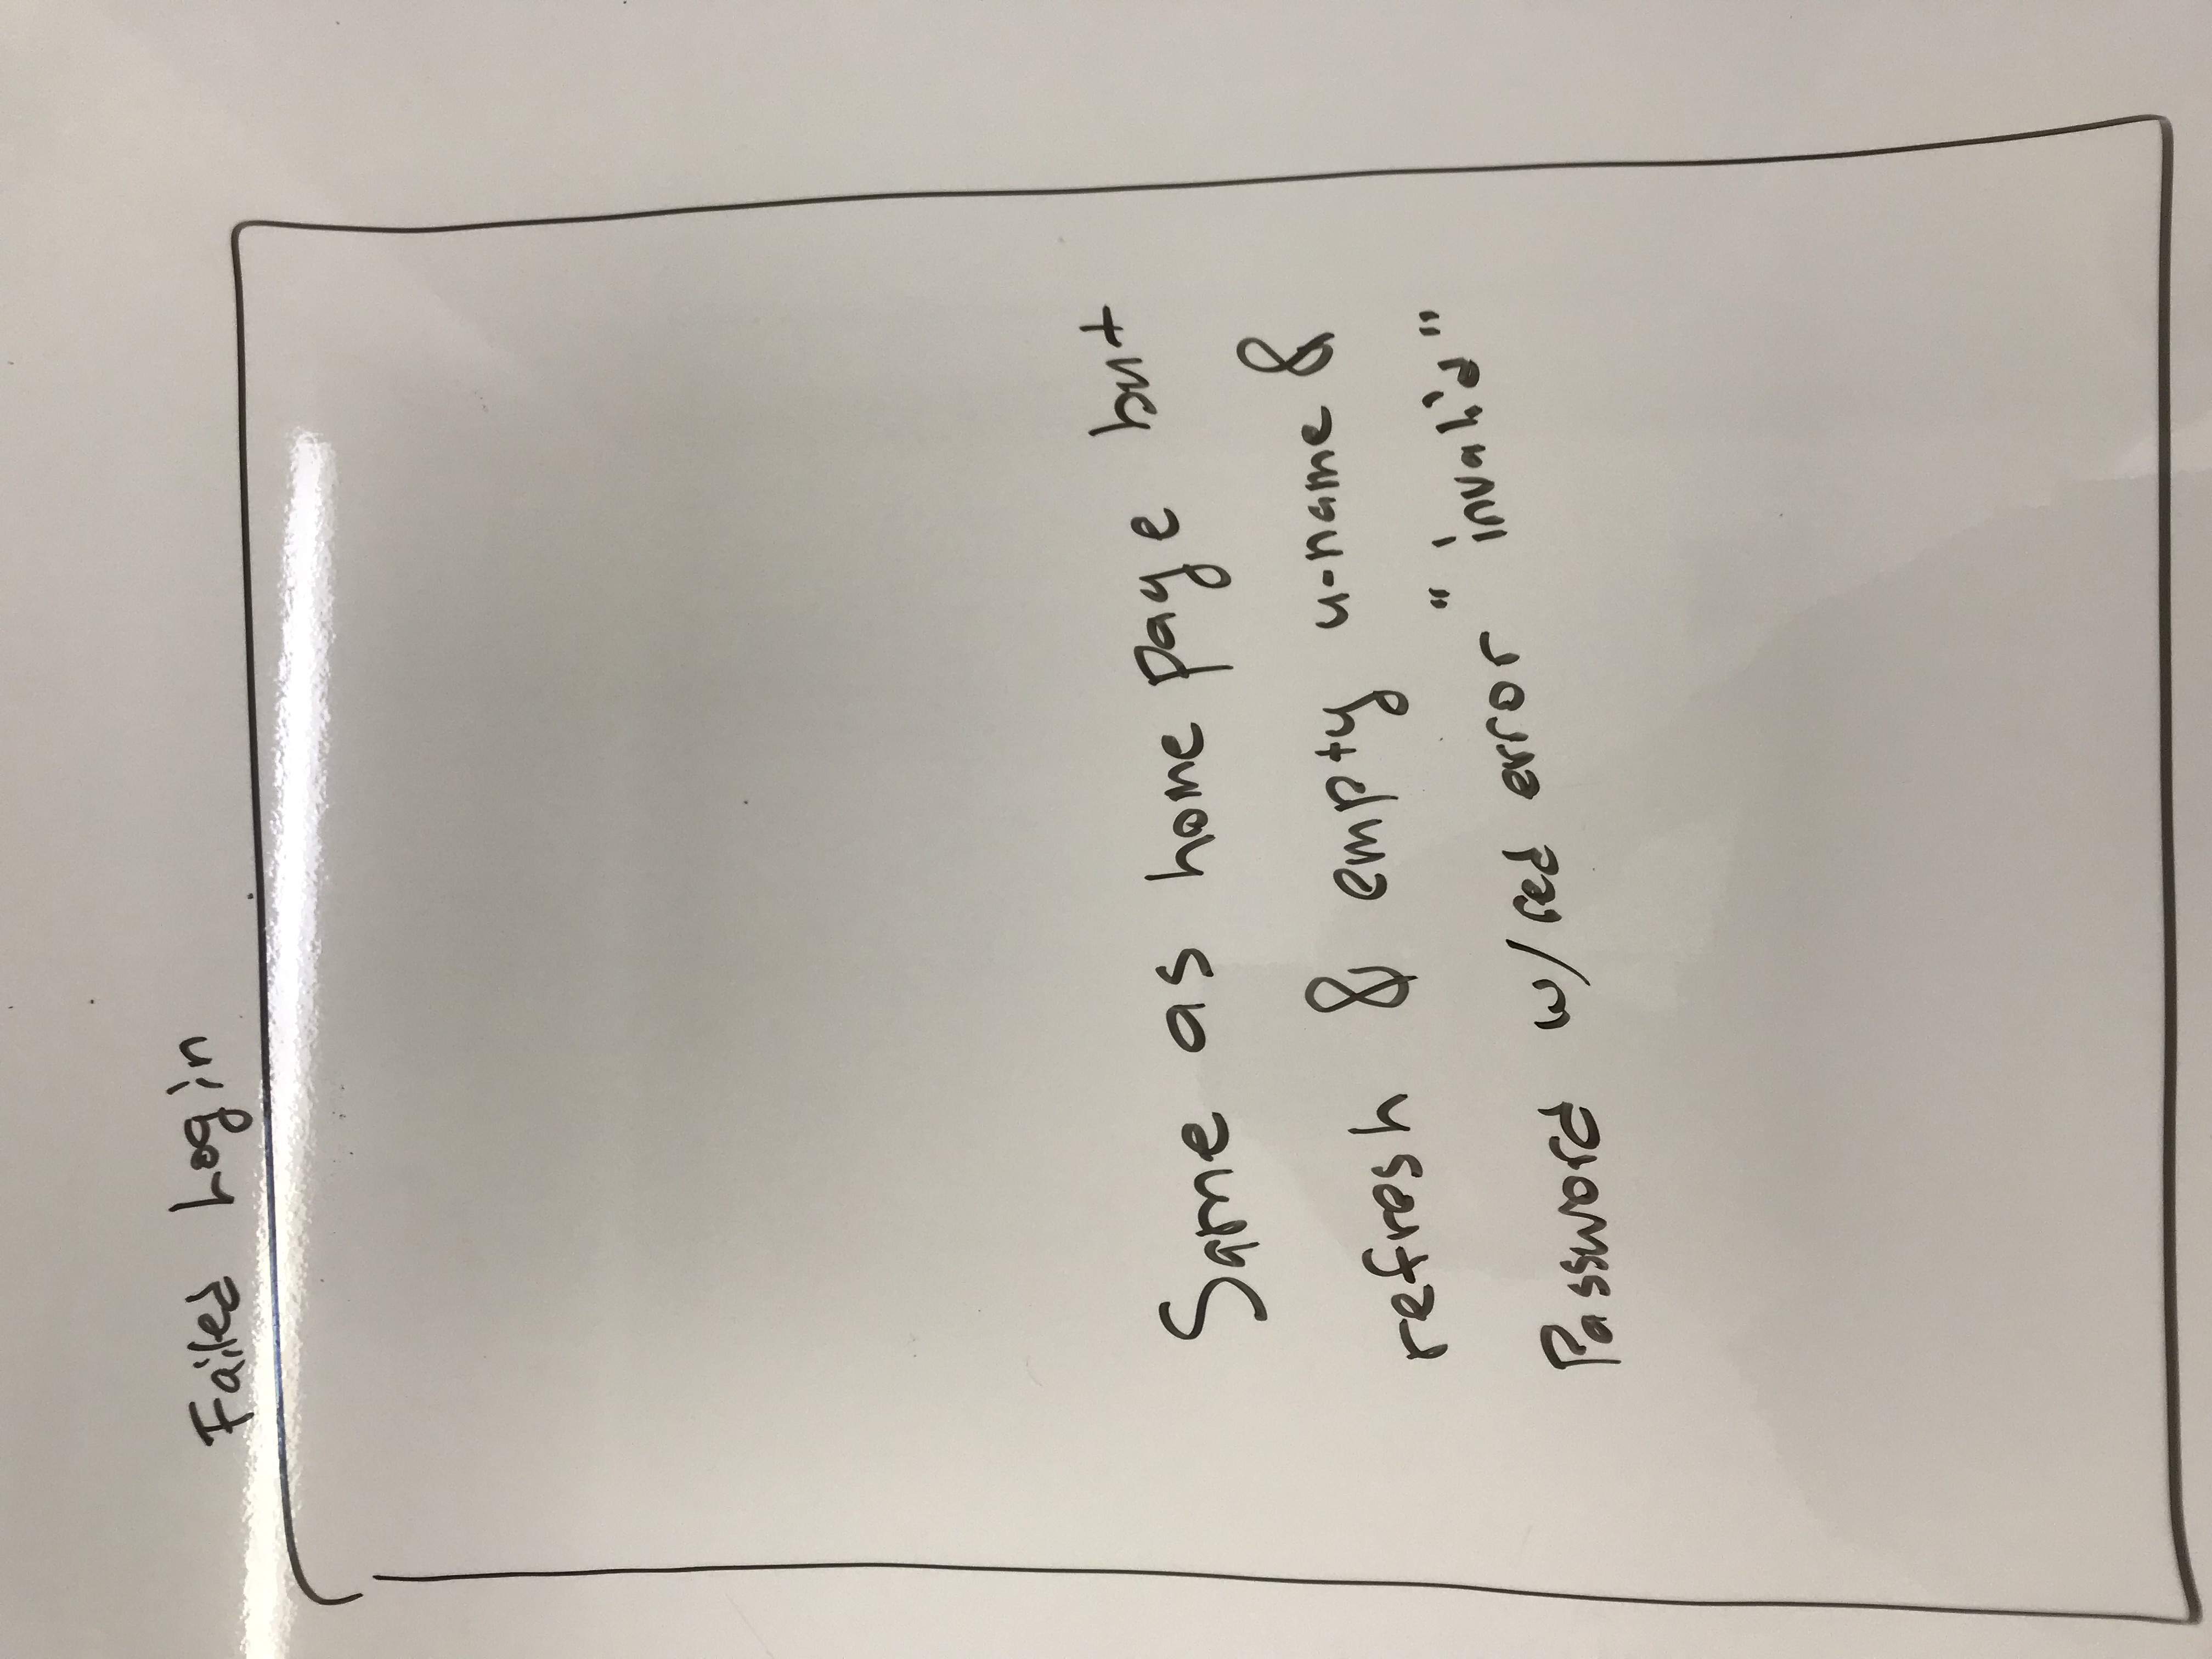 Failed Login
Same as home page but
refresh & empty u-name &
Password w/ red error "invalid"